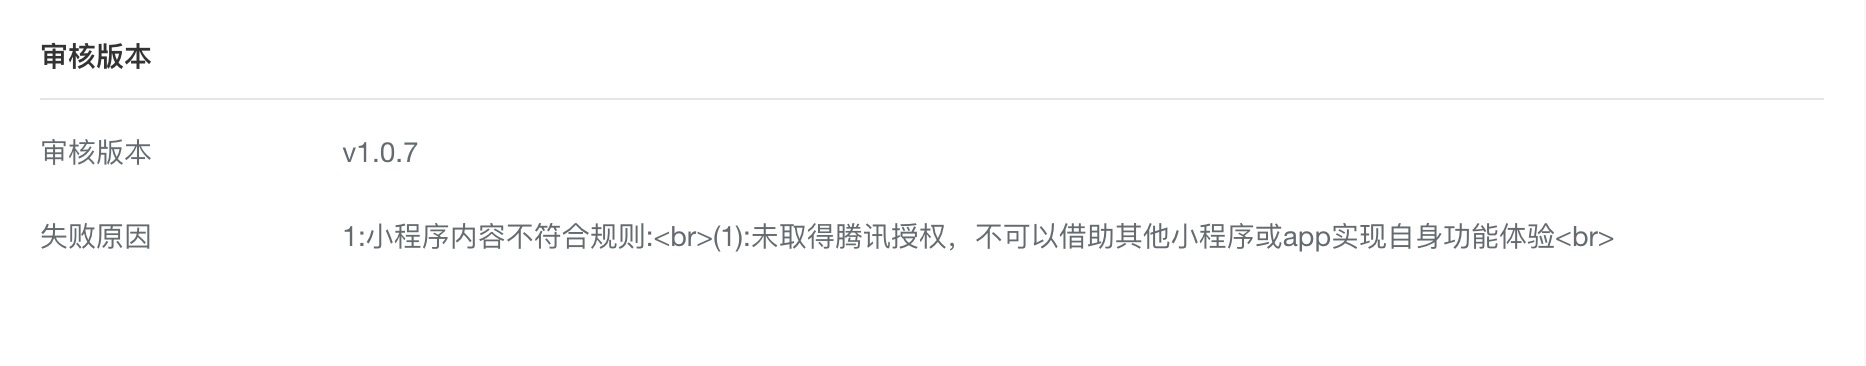 审核版本
审核版本 v1.0.7
失败原因 1:小程序内容不符合规则:<br>(1):未取得腾讯授权，不可以借助其他小程序或app实现自身功能体验<br>